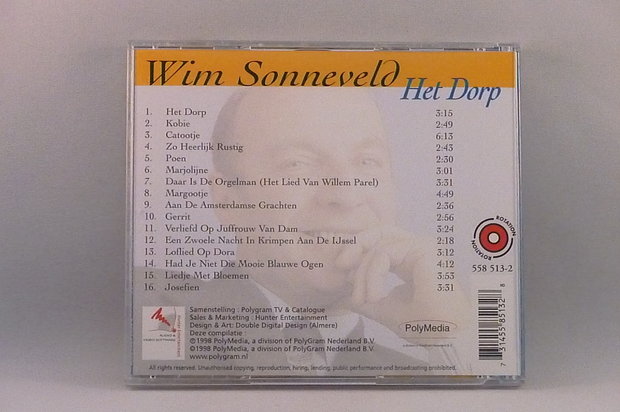 Wim Sonneveld
Het Dorp
1. Het Dorp 3:15
2. Kobie 2:49
3. Catootje 6:13
4. Zo Heerlijk Rustig 2:43
5. Poen 2:30
6. Marjolijne 3:01
7. Daar Is De Orgelman (Het Lied Van Willem Parel) 3:31
8. Margootje 4:49
9. Aan De Amsterdamse Grachten 2:36
10. Gerrit 2:56
11. Verliefd Op Juffrouw Van Dam 3:24
12. Een Zwoele Nacht In Krimpen Aan De IJssel 2:18
13. Loflied Op Dora 3:12
14. Had Je Niet Die Mooie Blauwe Ogen 4:12
15. Liedje Met Bloemen 3:53
16. Josefien 3:31
ROTATION
ROTATION
558 513-2
Samenstelling : Polygram TV & Catalogue
Sales & Marketing : Hunter Entertainment
Design & Art: Double Digital Design (Almere)
Deze compilatie :
©1998 PolyMedia, a division of PolyGram Nederland B.V.
©1998 PolyMedia, a division of PolyGram Nederland B.V.
www.polygram.nl
PolyMedia
7 31455 85132 8
All rights reserved. Unauthorised copying, reproduction, hiring, lending, public performance and broadcasting prohibited.